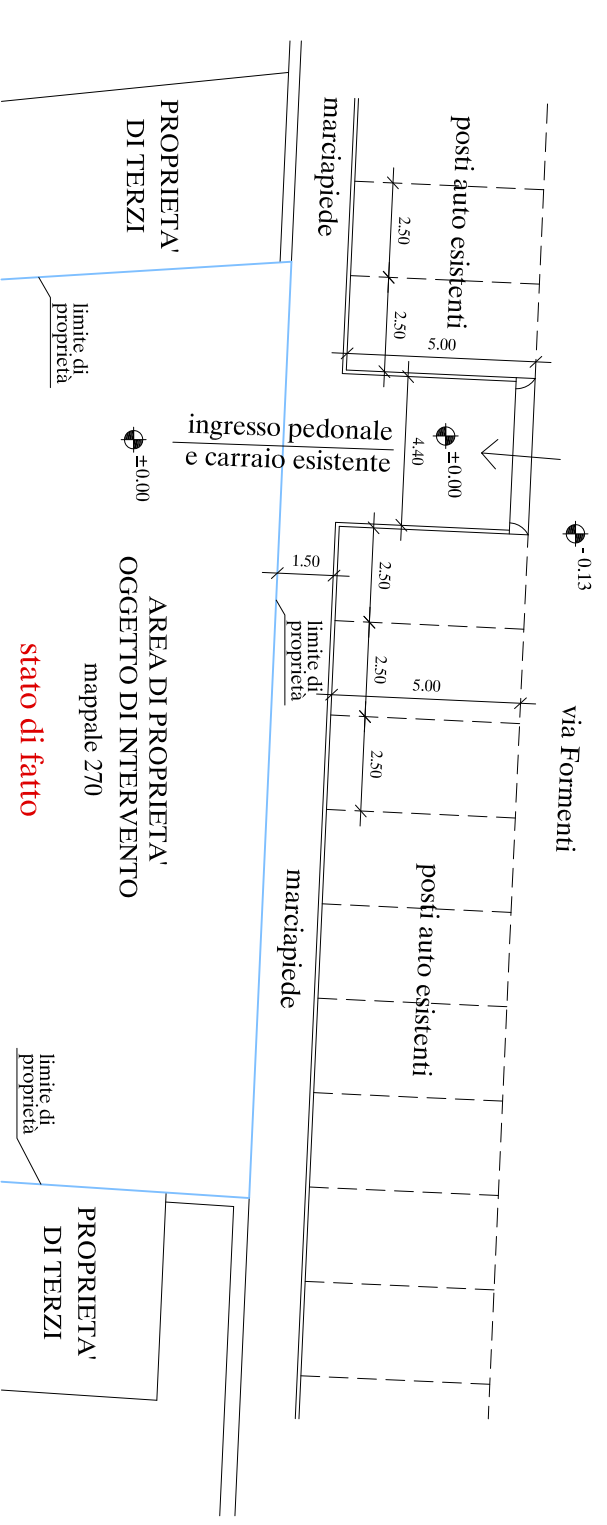 PROPRIETA'
DI TERZI
marciapiede
posti auto esistenti
2.50
2.50
5.00
limite di
proprietà
ingresso pedonale
e carraio esistente
4.40
±0.00
±0.00
- 0.13
1.50
2.50
2.50
2.50
5.00
limite di
proprietà
via Formenti
AREA DI PROPRIETA'
OGGETTO DI INTERVENTO
mappale 270
stato di fatto
marciapiede
posti auto esistenti
limite di
proprietà
PROPRIETA'
DI TERZI